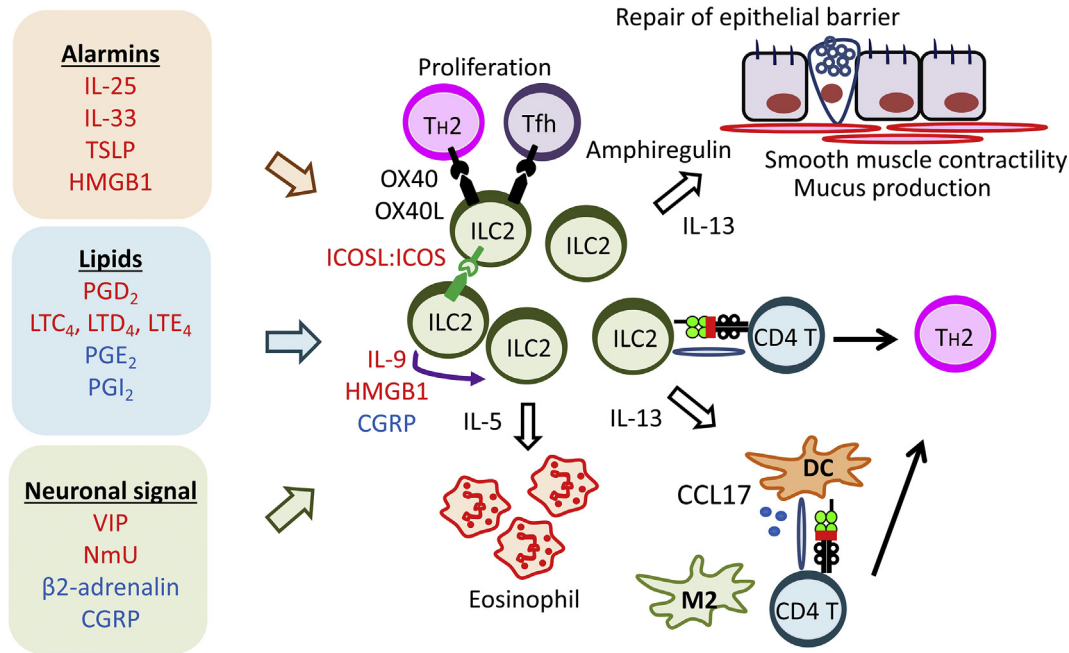 Alarmins
IL-25
IL-33
TSLP
HMGB1
Lipids
PGD₂
LTC₄, LTD₄, LTE₄
PGE₂
PGI₂
Neuronal signal
VIP
NmU
β2-adrenalin
CGRP
Proliferation
TH2
Tfh
OX40
OX40L
ILC2
ILC2
ICOSL:ICOS
ILC2
ILC2
IL-9
HMGB1
CGRP
IL-5
Eosinophil
Repair of epithelial barrier
Amphiregulin
IL-13
Smooth muscle contractility
Mucus production
ILC2
CD4 T
TH2
IL-13
DC
CCL17
M2
CD4 T